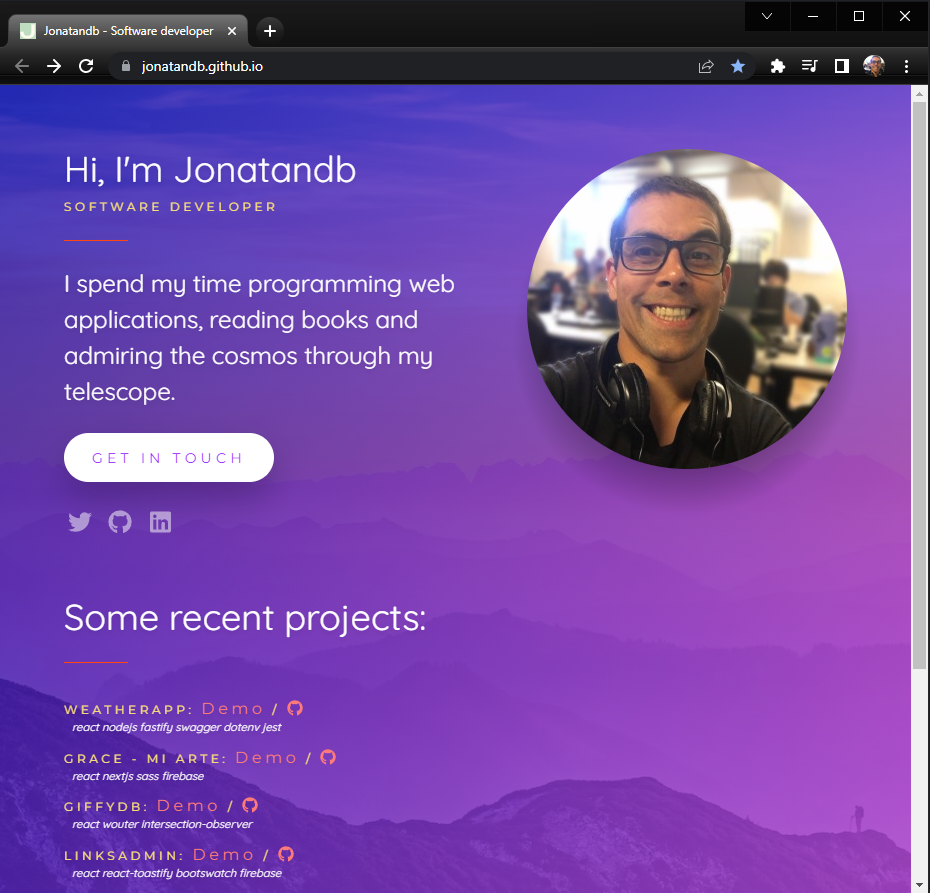 Jonatandb - Software developer
jonatandb.github.io
Hi, I'm Jonatandb
SOFTWARE DEVELOPER
I spend my time programming web
applications, reading books and
admiring the cosmos through my
telescope.
GET IN TOUCH
in
Some recent projects:
WEATHERAPP: Demo /
react nodejs fastify swagger dotenv jest
GRACE - MI ARTE: Demo /
react nextjs sass firebase
GIFFYDB: Demo /
react wouter intersection-observer
LINKSADMIN: Demo /
react react-toastify bootswatch firebase